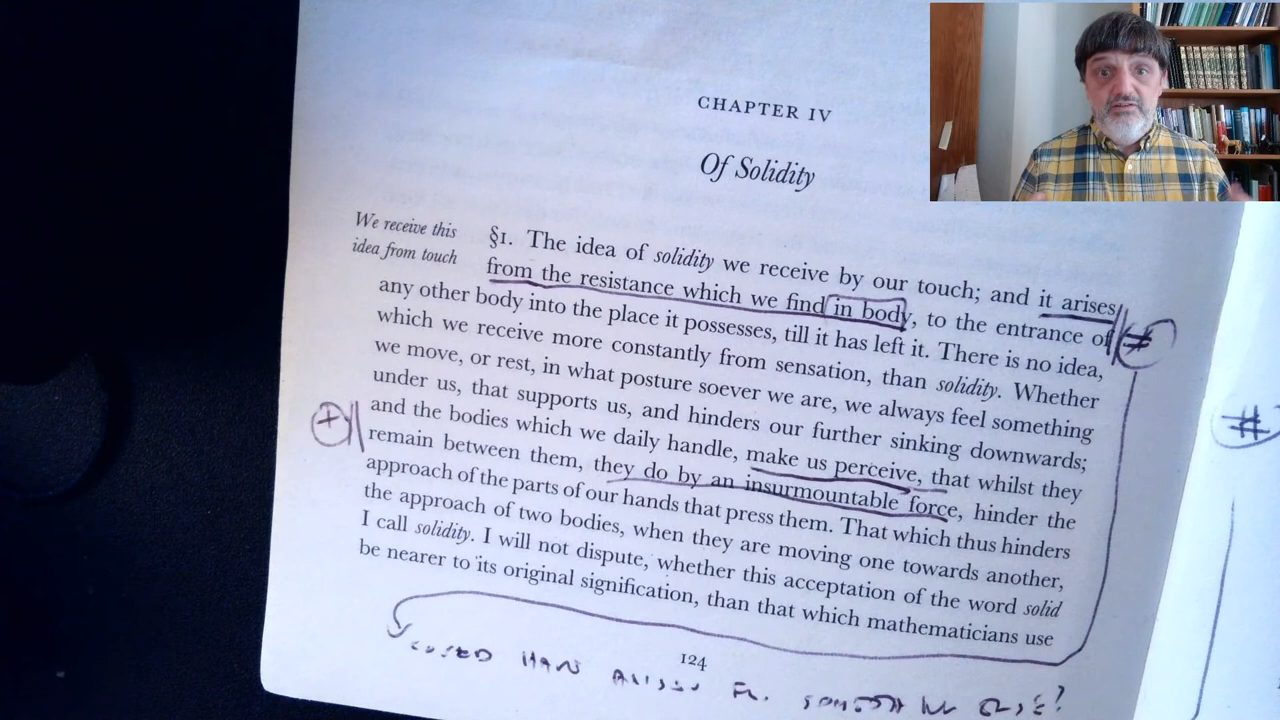 CHAPTER IV
Of Solidity
We receive this
idea from touch
§1. The idea of solidity we receive by our touch; and it arises
from the resistance which we find in body, to the entrance of
any other body into the place it possesses, till it has left it. There is no idea,
which we receive more constantly from sensation, than solidity. Whether
we move, or rest, in what posture soever we are, we always feel something
under us, that supports us, and hinders our further sinking downwards;
and the bodies which we daily handle, make us perceive, that whilst they
remain between them, they do by an insurmountable force, hinder the
approach of the parts of our hands that press them. That which thus hinders
the approach of two bodies, when they are moving one towards another,
I call solidity. I will not dispute, whether this acceptation of the word solid
be nearer to its original signification, than that which mathematicians use
124